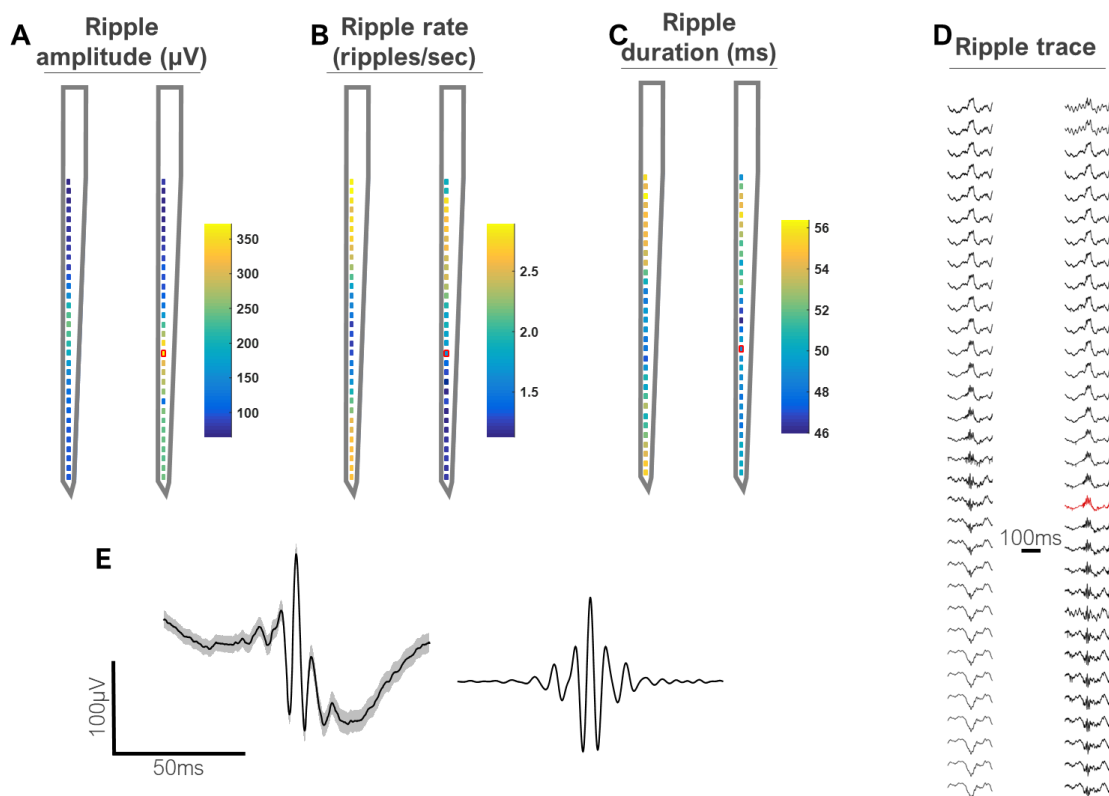 A
Ripple
amplitude (µV)
350
300
250
200
150
100
B
Ripple rate
(ripples/sec)
2.5
2.0
1.5
C
Ripple
duration (ms)
56
54
52
50
48
46
D
Ripple trace
100ms
E
100µV
50ms